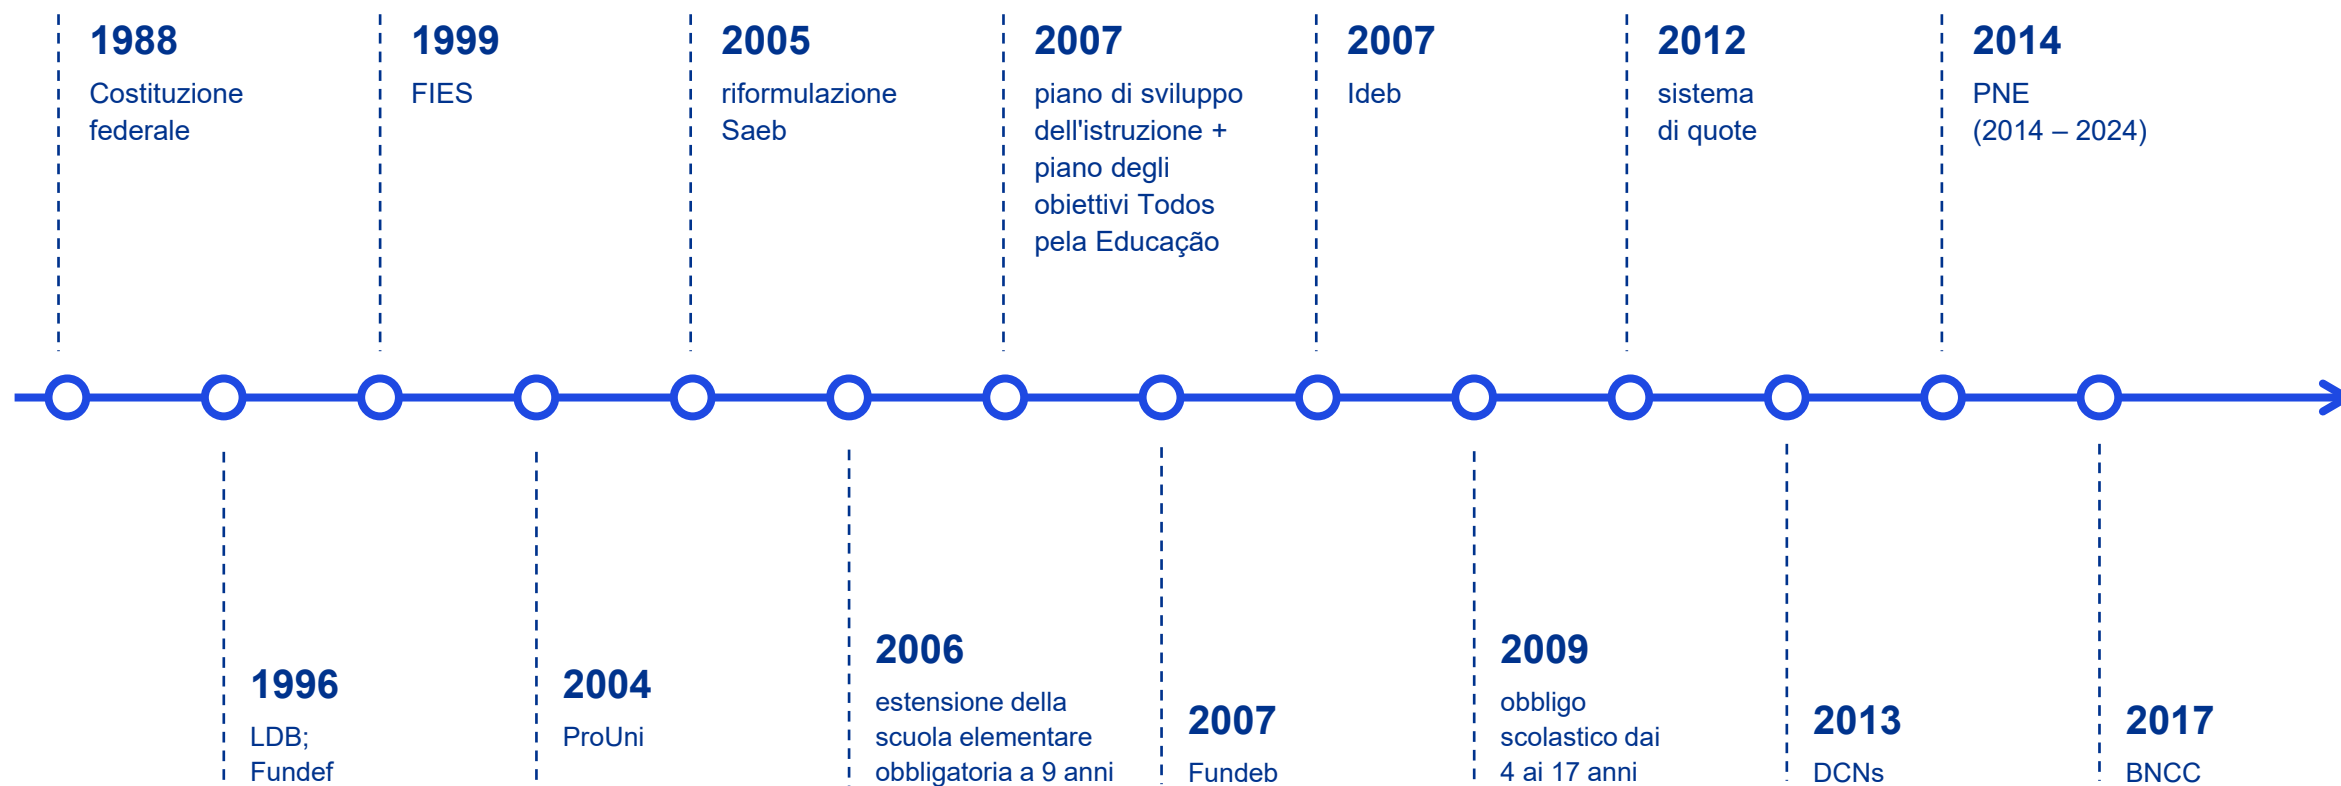 1988
Costituzione
federale
1999
FIES
2005
riformulazione
Saeb
2007
piano di sviluppo
dell'istruzione +
piano degli
obiettivi Todos
pela Educação
2007
Ideb
2012
sistema
di quote
2014
PNE
(2014 – 2024)
1996
LDB;
Fundef
2004
ProUni
2006
estensione della
scuola elementare
obbligatoria a 9 anni
2007
Fundeb
2009
obbligo
scolastico dai
4 ai 17 anni
2013
DCNs
2017
BNCC